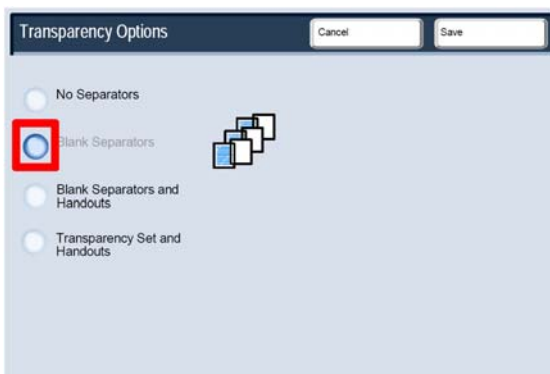 Transparency Options
Cancel
Save
No Separators
Blank Separators
Blank Separators and
Handouts
Transparency Set and
Handouts